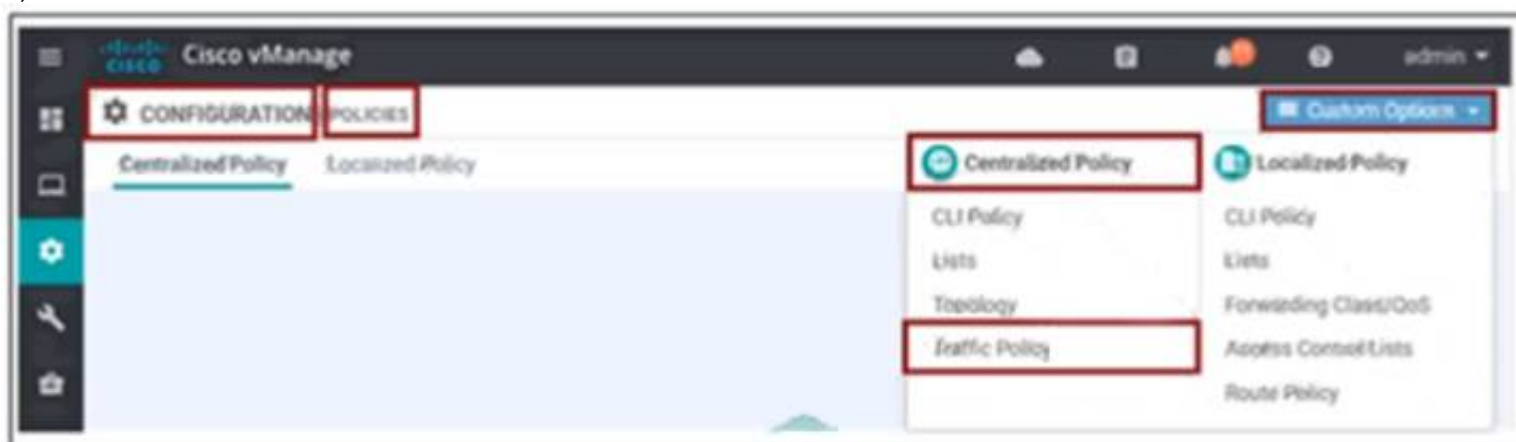 CISCO Cisco vManage admin
CONFIGURATION POLICIES Custom Options
Centralized Policy Localized Policy
Centralized Policy Localized Policy
CLI Policy CLI Policy
Lists Lists
Topology Forwarding Class/QoS
Traffic Policy Access Control Lists
Route Policy